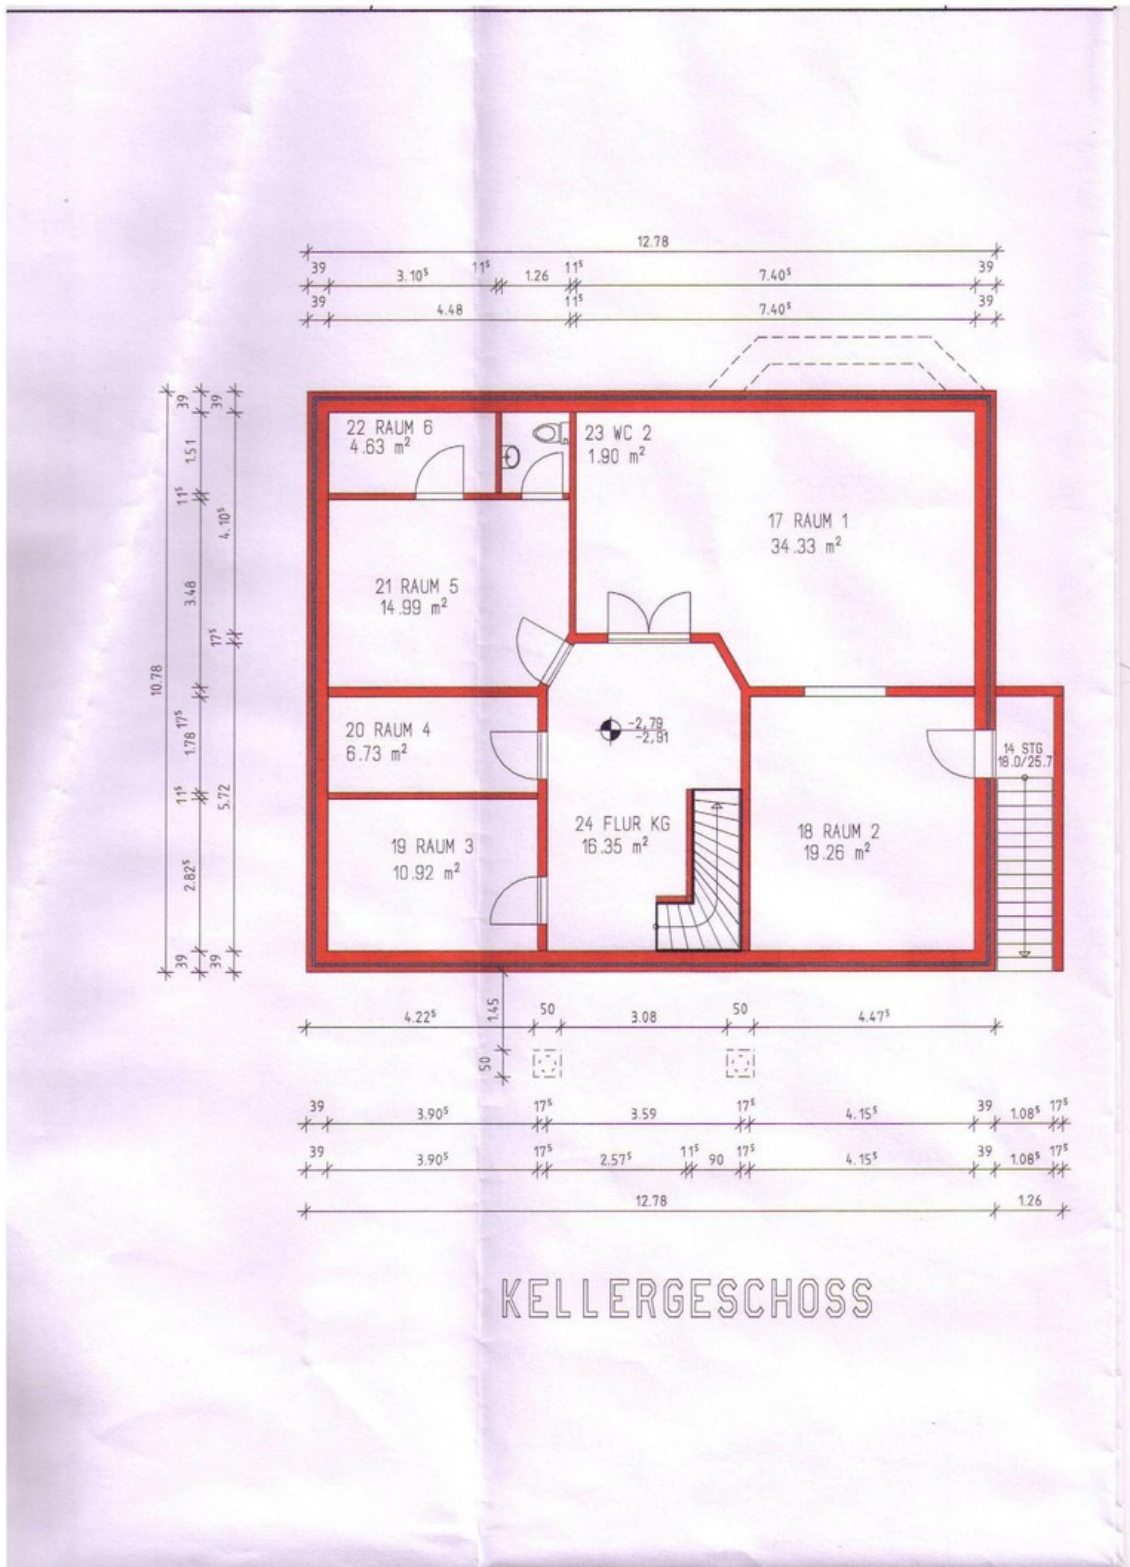 12.78
39 3.10⁵ 11⁵ 1.26 11⁵ 7.40⁵ 39
39 4.48 11⁵ 7.40⁵ 39
10.78
39 1.51 11⁵ 3.48 17⁵ 1.78 11⁵ 2.82⁵ 39
39 4.10⁵ 17⁵ 5.72 39
22 RAUM 6
4.63 m²
23 WC 2
1.90 m²
17 RAUM 1
34.33 m²
21 RAUM 5
14.99 m²
20 RAUM 4
6.73 m²
-2,79
-2,91
14 STG
18.0/25.7
24 FLUR KG
16.35 m²
18 RAUM 2
19.26 m²
19 RAUM 3
10.92 m²
4.22⁵ 1.45 50 3.08 50 4.47⁵
50
39 3.90⁵ 17⁵ 3.59 17⁵ 4.15⁵ 39 1.08⁵ 17⁵
39 3.90⁵ 17⁵ 2.57⁵ 11⁵ 90 17⁵ 4.15⁵ 39 1.08⁵ 17⁵
12.78 1.26
KELLERGESCHOSS